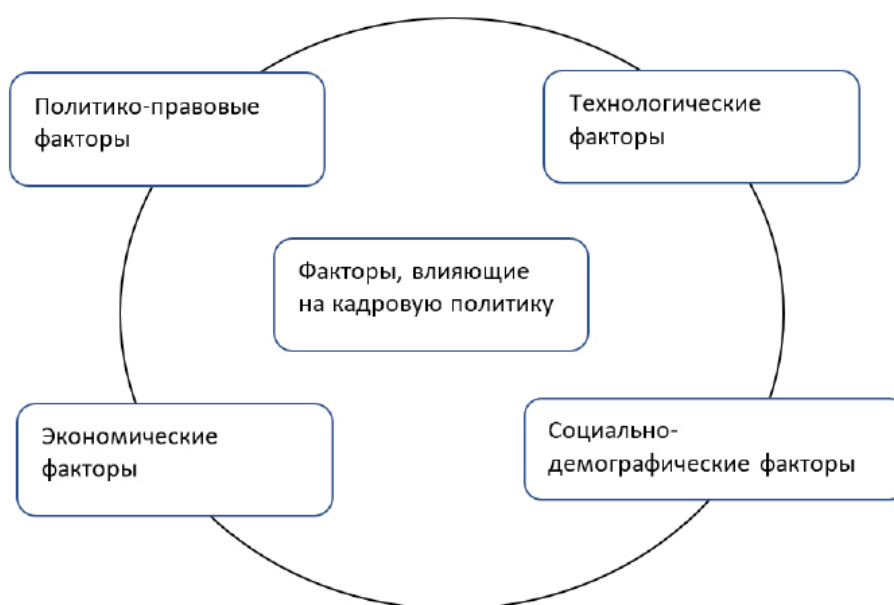 Политико-правовые
факторы
Технологические
факторы
Факторы, влияющие
на кадровую политику
Экономические
факторы
Социально-
демографические факторы